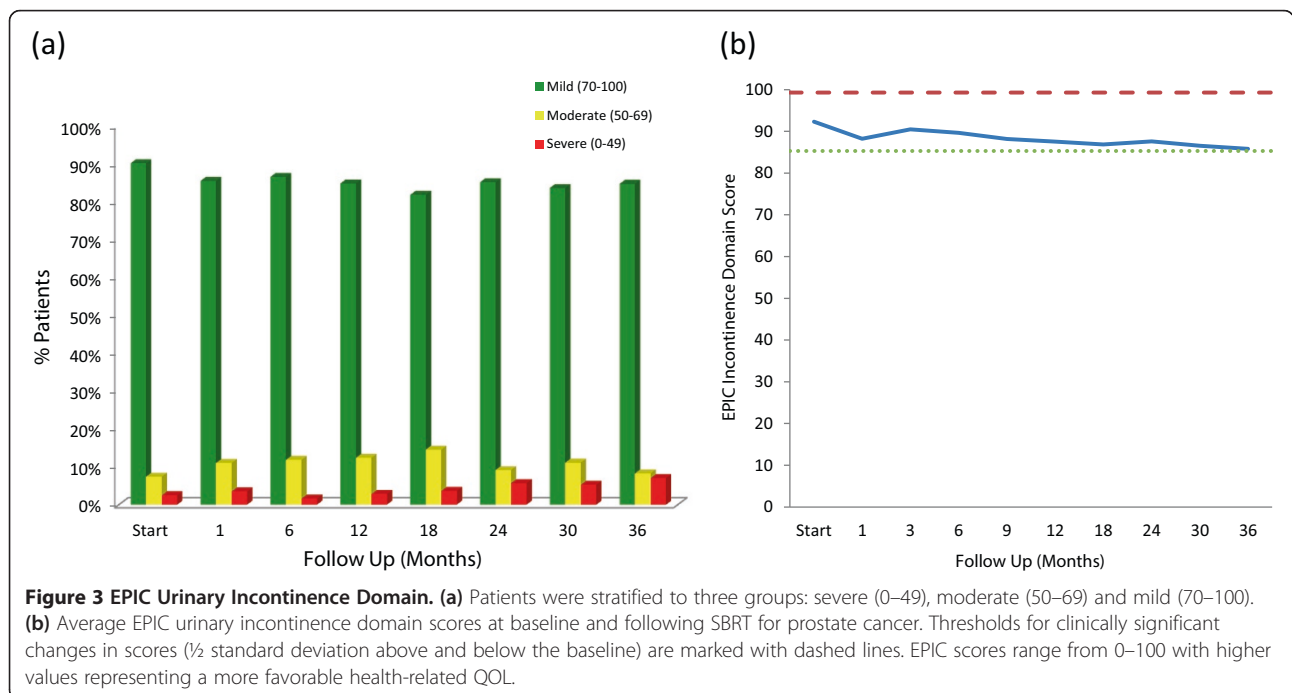 (a)
Mild (70-100)
Moderate (50-69)
Severe (0-49)
100%
90%
80%
70%
60%
50%
40%
30%
20%
10%
0%
% Patients
Start 1 6 12 18 24 30 36
Follow Up (Months)
(b)
100
90
80
70
60
50
40
30
20
10
0
EPIC Incontinence Domain Score
Start 1 3 6 9 12 18 24 30 36
Follow Up (Months)
Figure 3 EPIC Urinary Incontinence Domain. (a) Patients were stratified to three groups: severe (0–49), moderate (50–69) and mild (70–100).
(b) Average EPIC urinary incontinence domain scores at baseline and following SBRT for prostate cancer. Thresholds for clinically significant
changes in scores (½ standard deviation above and below the baseline) are marked with dashed lines. EPIC scores range from 0–100 with higher
values representing a more favorable health-related QOL.